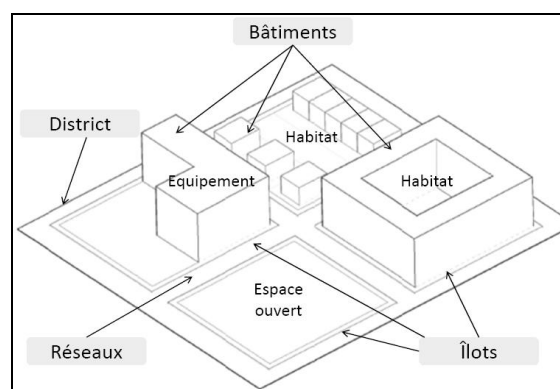 Bâtiments
District
Habitat
Equipement
Habitat
Espace
ouvert
Réseaux
Îlots